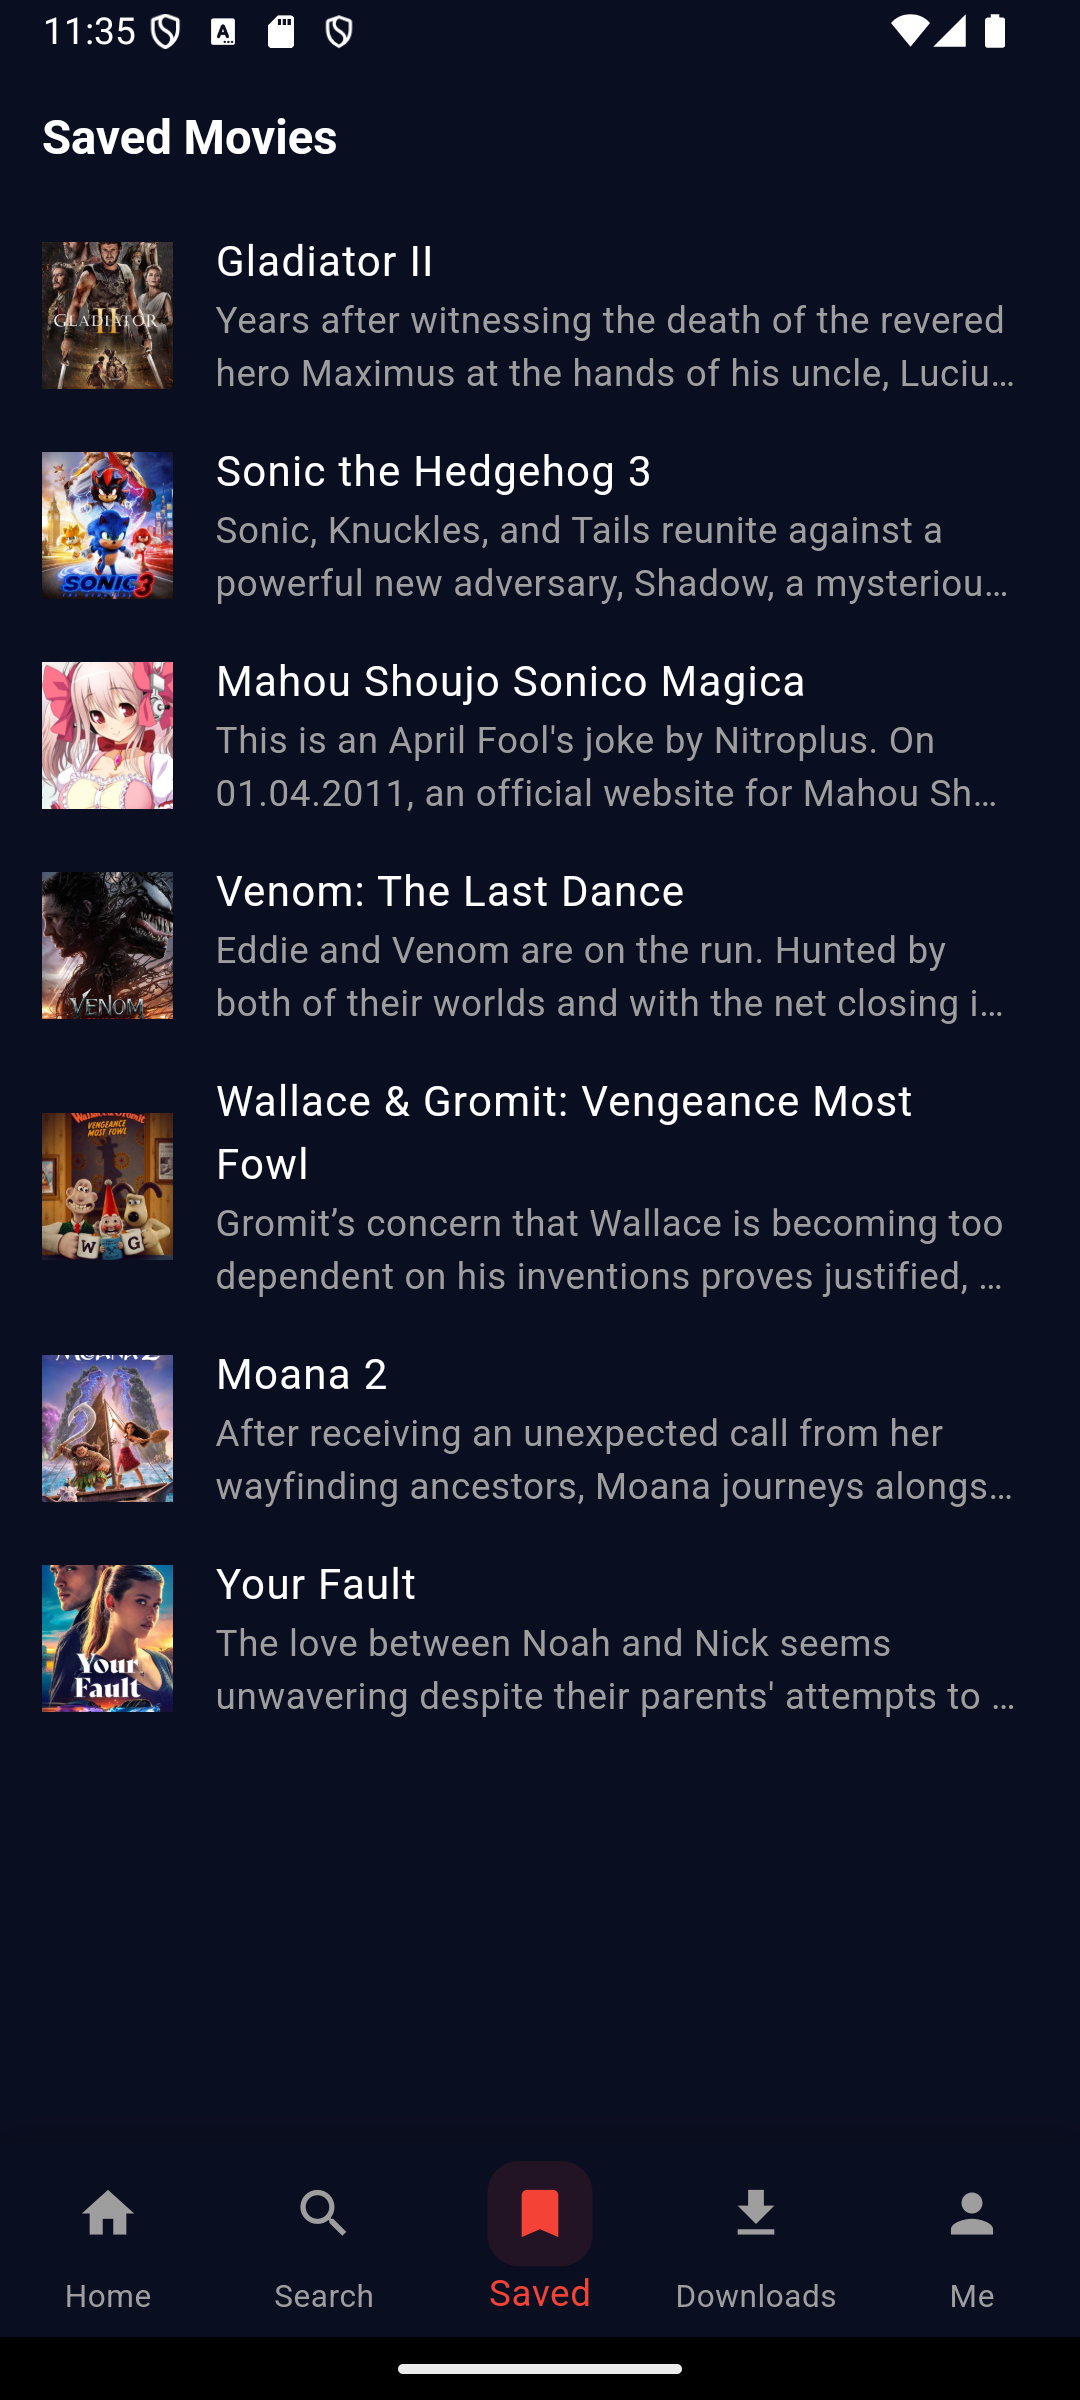 11:35
Saved Movies
GLADIATOR
II
Gladiator II
Years after witnessing the death of the revered
hero Maximus at the hands of his uncle, Luciu…
SONIC 3
Sonic the Hedgehog 3
Sonic, Knuckles, and Tails reunite against a
powerful new adversary, Shadow, a mysteriou…
Mahou Shoujo Sonico Magica
This is an April Fool's joke by Nitroplus. On
01.04.2011, an official website for Mahou Sh…
VENOM
Venom: The Last Dance
Eddie and Venom are on the run. Hunted by
both of their worlds and with the net closing i…
VENGEANCE
MOST FOWL
W G
Wallace & Gromit: Vengeance Most
Fowl
Gromit’s concern that Wallace is becoming too
dependent on his inventions proves justified, …
MOANA 2
Moana 2
After receiving an unexpected call from her
wayfinding ancestors, Moana journeys alongs…
Your
Fault
Your Fault
The love between Noah and Nick seems
unwavering despite their parents' attempts to …
Home
Search
Saved
Downloads
Me